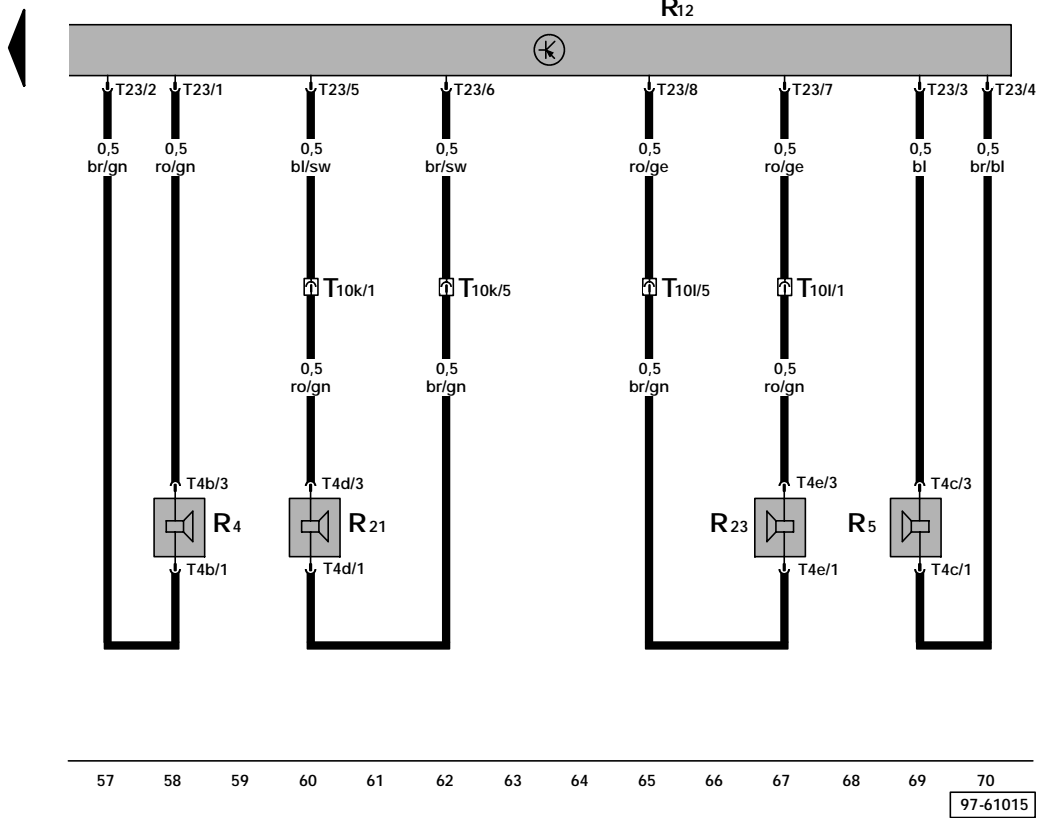 R12
T23/2 T23/1 T23/5 T23/6 T23/8 T23/7 T23/3 T23/4
0,5 0,5 0,5 0,5 0,5 0,5 0,5 0,5
br/gn ro/gn bl/sw br/sw ro/ge ro/ge bl br/bl
T10k/1 T10k/5 T10l/5 T10l/1
0,5 0,5 0,5 0,5
ro/gn br/gn br/gn ro/gn
T4b/3 T4d/3 T4e/3 T4c/3
R4 R21 R23 R5
T4b/1 T4d/1 T4e/1 T4c/1
57 58 59 60 61 62 63 64 65 66 67 68 69 70
97-61015